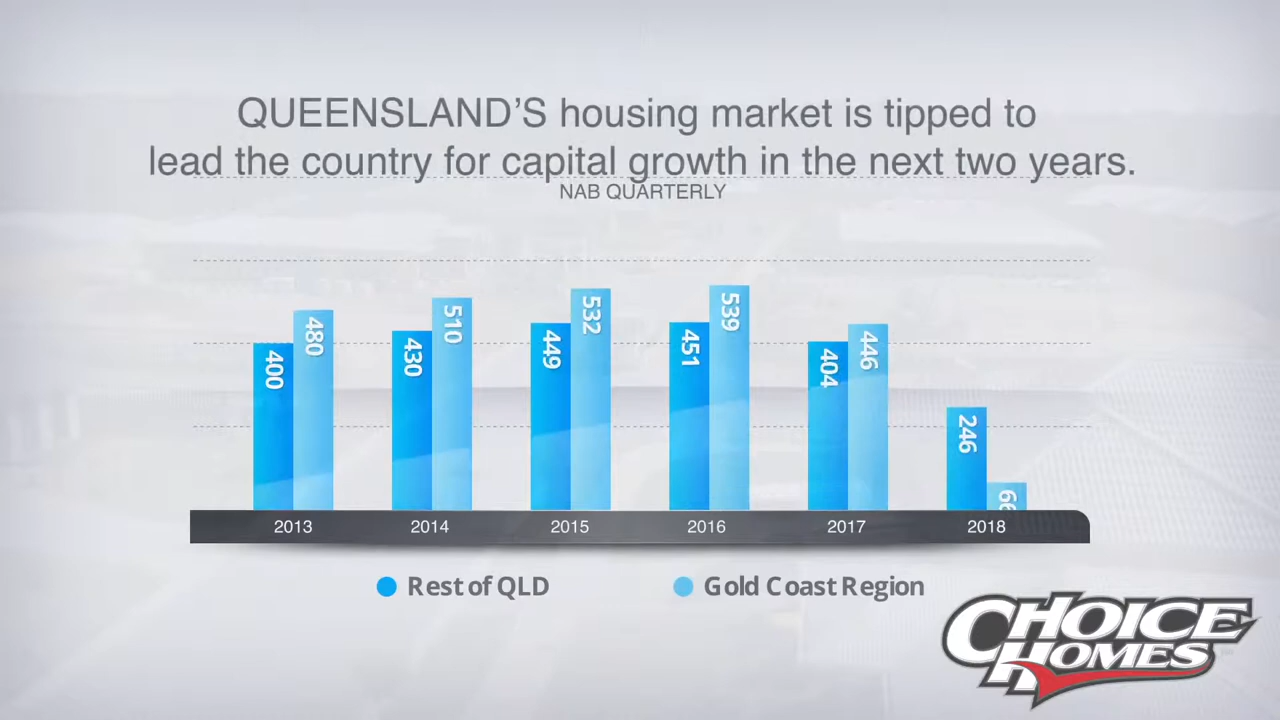 QUEENSLAND'S housing market is tipped to
lead the country for capital growth in the next two years.
NAB QUARTERLY
400 480 430 510 449 532 451 539 404 446 246
2013 2014 2015 2016 2017 2018
Rest of QLD Gold Coast Region
CHOICE
HOMES